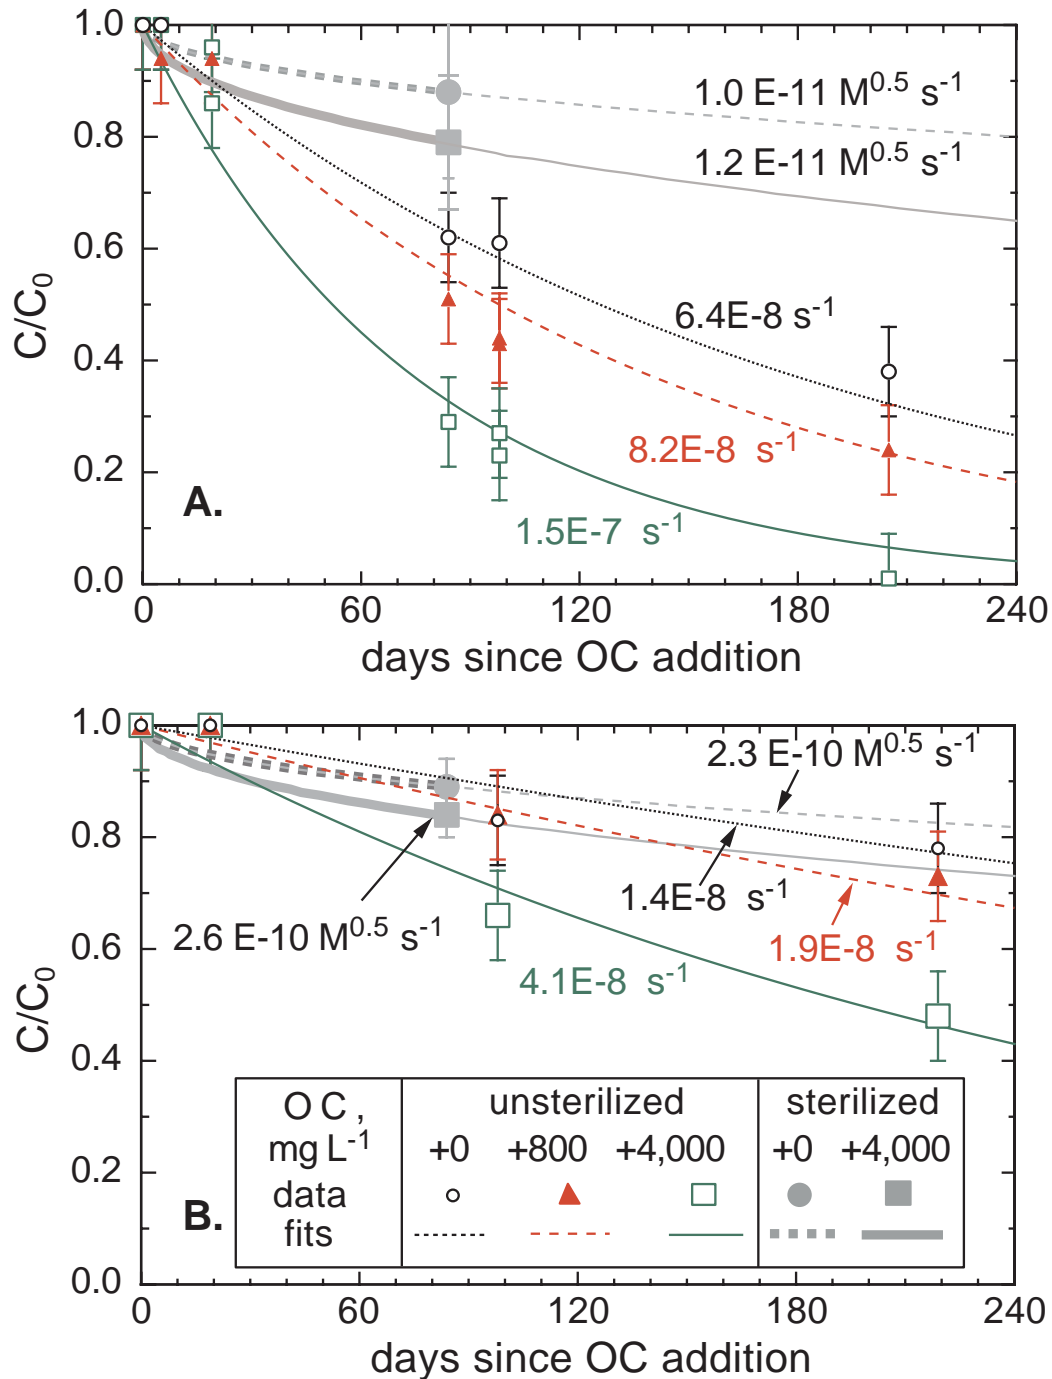 1.0
0.8
0.6
0.4
0.2
0.0
C/C0
1.0 E-11 M^0.5 s^-1
1.2 E-11 M^0.5 s^-1
6.4E-8 s^-1
8.2E-8 s^-1
1.5E-7 s^-1
A.
0 60 120 180 240
days since OC addition
1.0
0.8
0.6
0.4
0.2
0.0
C/C0
2.3 E-10 M^0.5 s^-1
1.4E-8 s^-1
2.6 E-10 M^0.5 s^-1
1.9E-8 s^-1
4.1E-8 s^-1
OC, unsterilized sterilized
mg L^-1 +0 +800 +4,000 +0 +4,000
data
fits
B.
0 60 120 180 240
days since OC addition